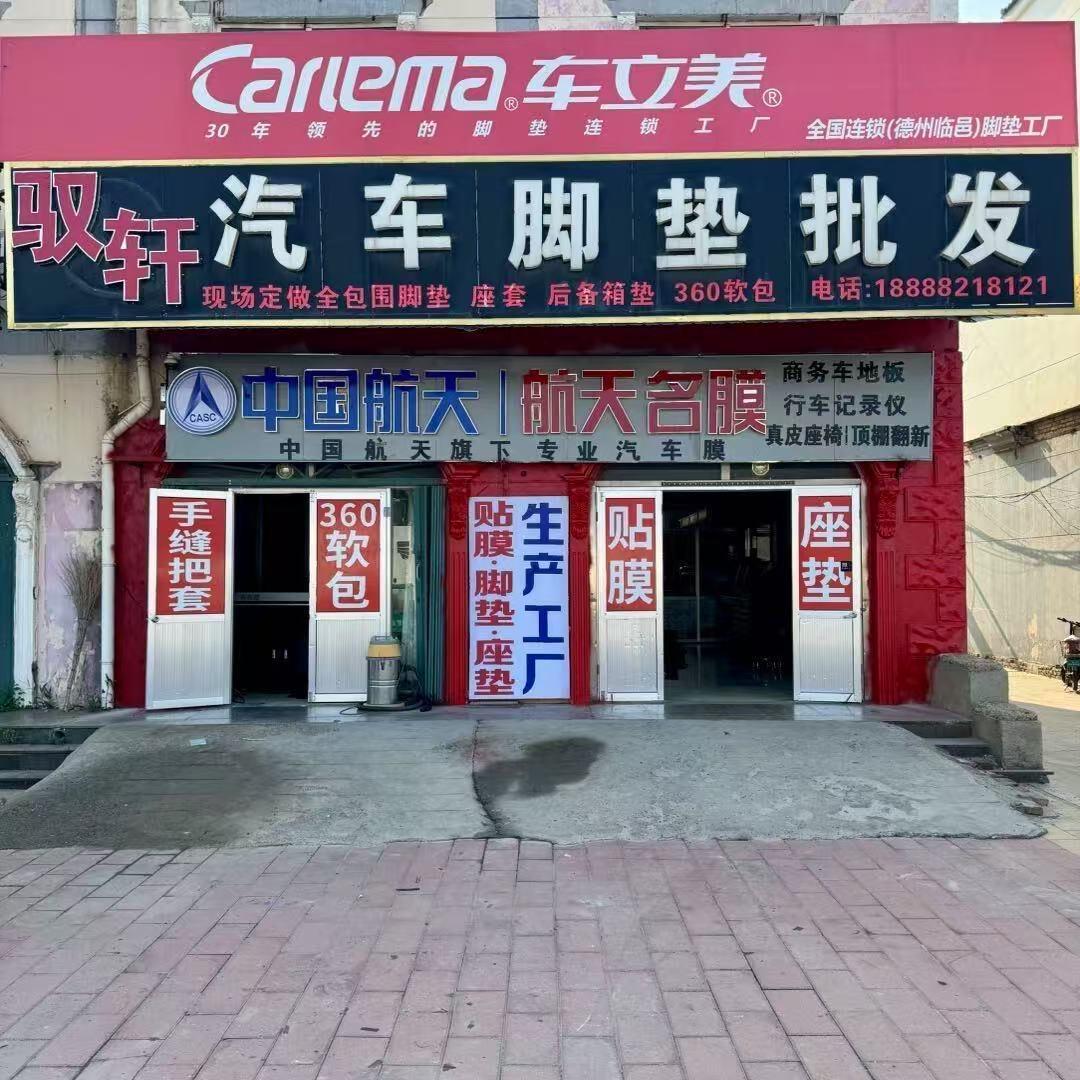 Carlema® 车立美®
30年领先的脚垫连锁工厂
全国连锁(德州临邑)脚垫工厂
驭轩 汽车脚垫批发
现场定做全包围脚垫 座套 后备箱垫 360软包 电话:18888218121
CASC 中国航天|航天名膜
中国航天旗下专业汽车膜
商务车地板
行车记录仪
真皮座椅|顶棚翻新
手缝把套
360软包
生产工厂
贴膜·脚垫·座垫
贴膜
座垫